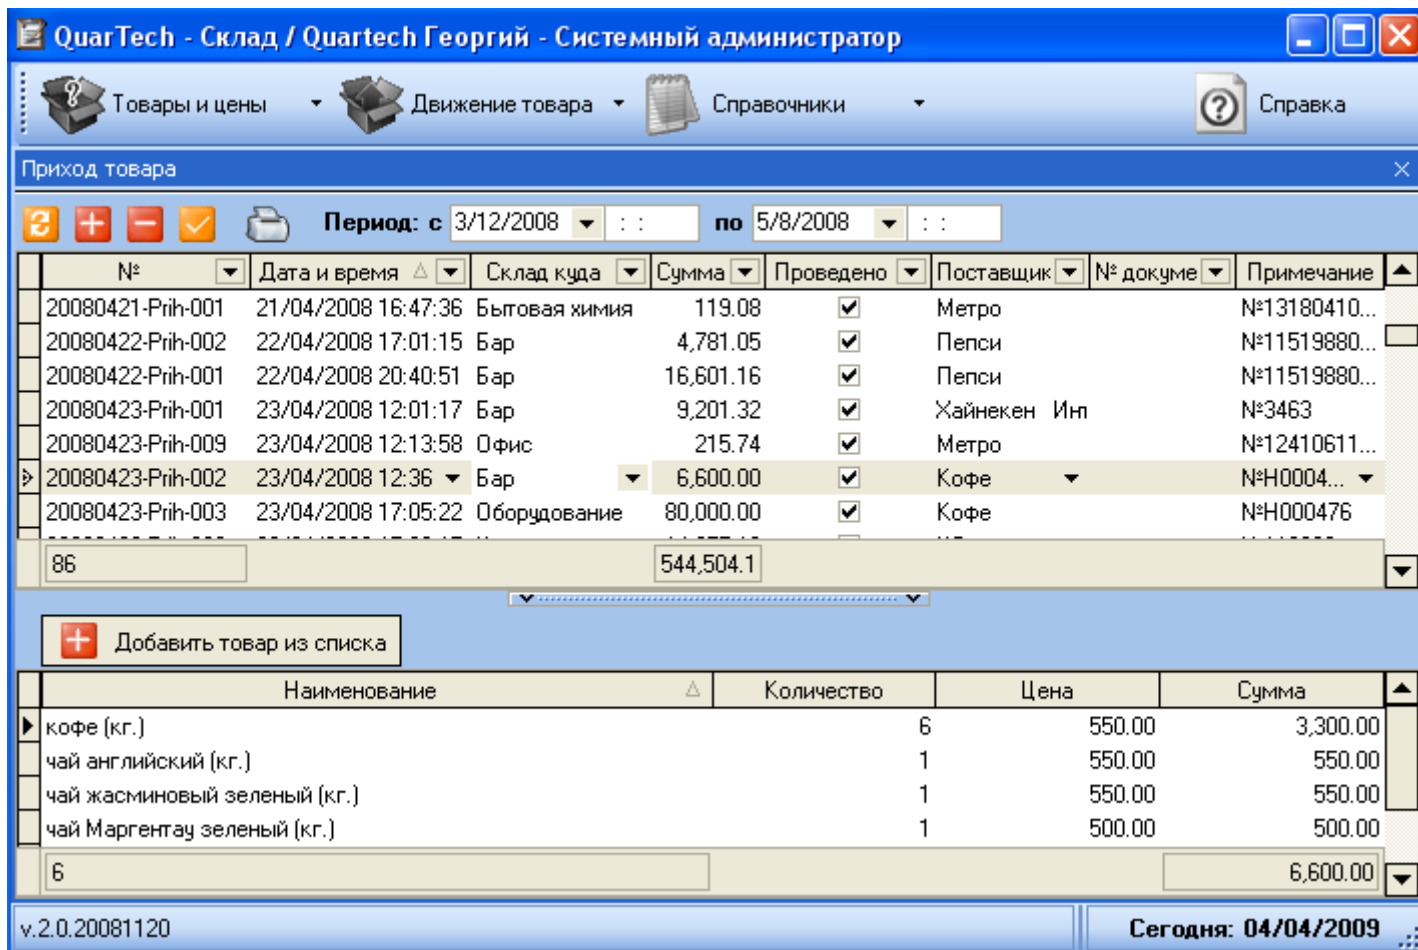 QuarTech - Склад / Quartech Георгий - Системный администратор
Товары и цены Движение товара Справочники Справка
Приход товара
Период: с 3/12/2008 : : по 5/8/2008 : :
№ Дата и время Склад куда Сумма Проведено Поставщик № докуме Примечание
20080421-Prih-001 21/04/2008 16:47:36 Бытовая химия 119.08 Метро №13180410...
20080422-Prih-002 22/04/2008 17:01:15 Бар 4,781.05 Пепси №11519880...
20080422-Prih-001 22/04/2008 20:40:51 Бар 16,601.16 Пепси №11519880...
20080423-Prih-001 23/04/2008 12:01:17 Бар 9,201.32 Хайнекен Ип №3463
20080423-Prih-009 23/04/2008 12:13:58 Офис 215.74 Метро №12410611...
20080423-Prih-002 23/04/2008 12:36 Бар 6,600.00 Кофе №Н0004...
20080423-Prih-003 23/04/2008 17:05:22 Оборудование 80,000.00 Кофе №Н000476
86 544,504.1
Добавить товар из списка
Наименование Количество Цена Сумма
кофе (кг.) 6 550.00 3,300.00
чай английский (кг.) 1 550.00 550.00
чай жасминовый зеленый (кг.) 1 550.00 550.00
чай Маргентау зеленый (кг.) 1 500.00 500.00
6 6,600.00
v.2.0.20081120 Сегодня: 04/04/2009